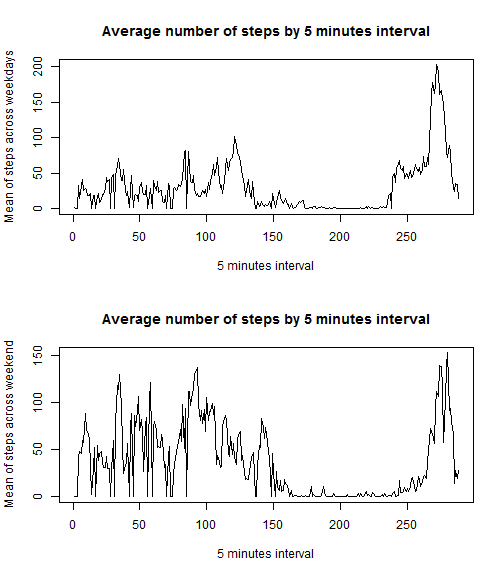 Average number of steps by 5 minutes interval
Mean of steps across weekdays
200
150
100
50
0
0 50 100 150 200 250
5 minutes interval
Average number of steps by 5 minutes interval
Mean of steps across weekend
150
100
50
0
0 50 100 150 200 250
5 minutes interval